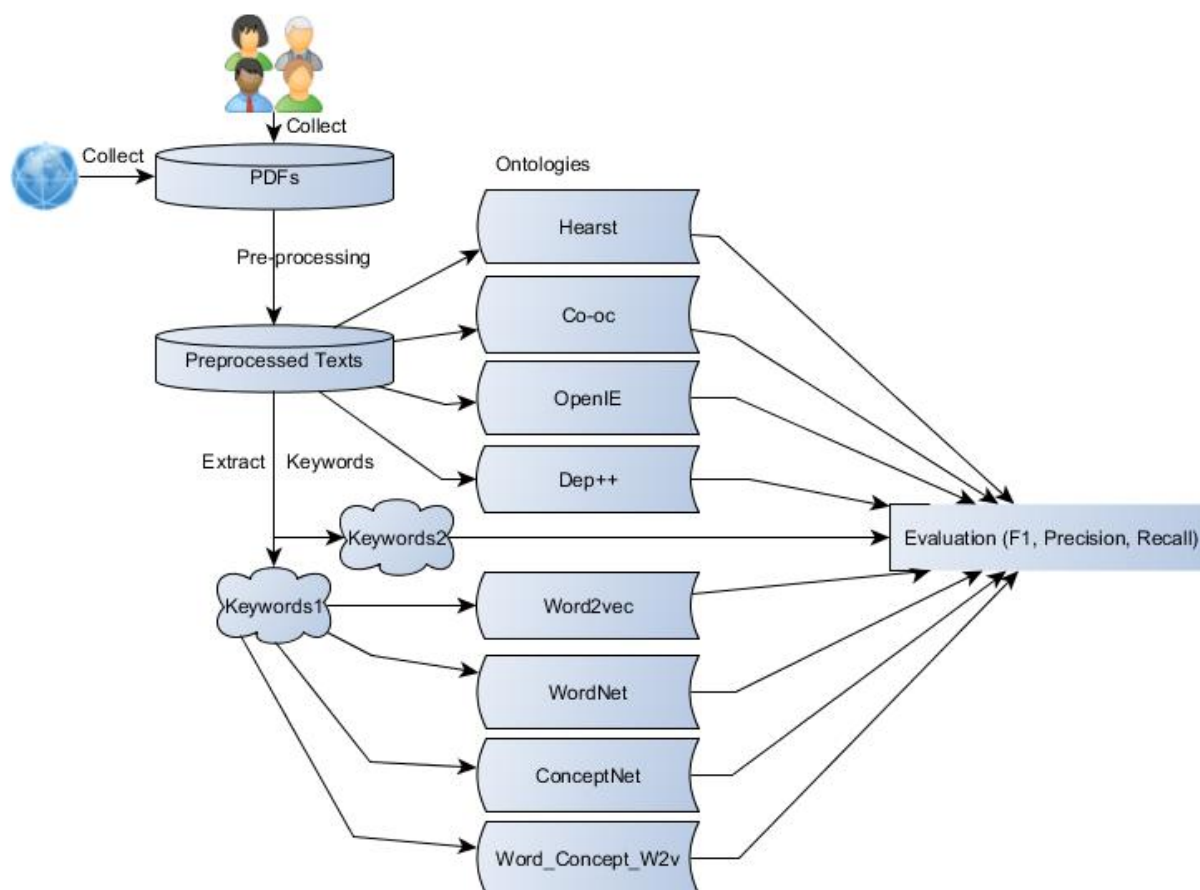 Collect
Collect
PDFs
Ontologies
Hearst
Pre-processing
Co-oc
Preprocessed Texts
OpenIE
Extract Keywords
Dep++
Keywords2
Evaluation (F1, Precision, Recall)
Keywords1
Word2vec
WordNet
ConceptNet
Word_Concept_W2v